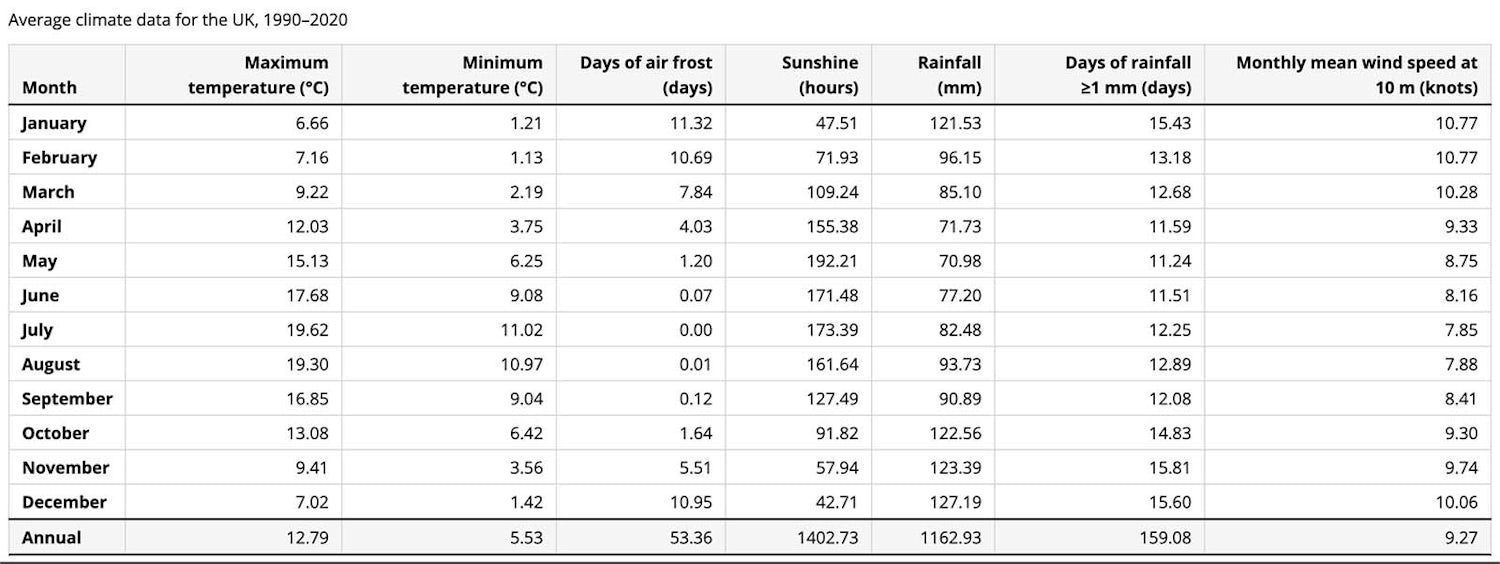 Average climate data for the UK, 1990–2020
Month Maximum temperature (°C) Minimum temperature (°C) Days of air frost (days) Sunshine (hours) Rainfall (mm) Days of rainfall ≥1 mm (days) Monthly mean wind speed at 10 m (knots)
January 6.66 1.21 11.32 47.51 121.53 15.43 10.77
February 7.16 1.13 10.69 71.93 96.15 13.18 10.77
March 9.22 2.19 7.84 109.24 85.10 12.68 10.28
April 12.03 3.75 4.03 155.38 71.73 11.59 9.33
May 15.13 6.25 1.20 192.21 70.98 11.24 8.75
June 17.68 9.08 0.07 171.48 77.20 11.51 8.16
July 19.62 11.02 0.00 173.39 82.48 12.25 7.85
August 19.30 10.97 0.01 161.64 93.73 12.89 7.88
September 16.85 9.04 0.12 127.49 90.89 12.08 8.41
October 13.08 6.42 1.64 91.82 122.56 14.83 9.30
November 9.41 3.56 5.51 57.94 123.39 15.81 9.74
December 7.02 1.42 10.95 42.71 127.19 15.60 10.06
Annual 12.79 5.53 53.36 1402.73 1162.93 159.08 9.27